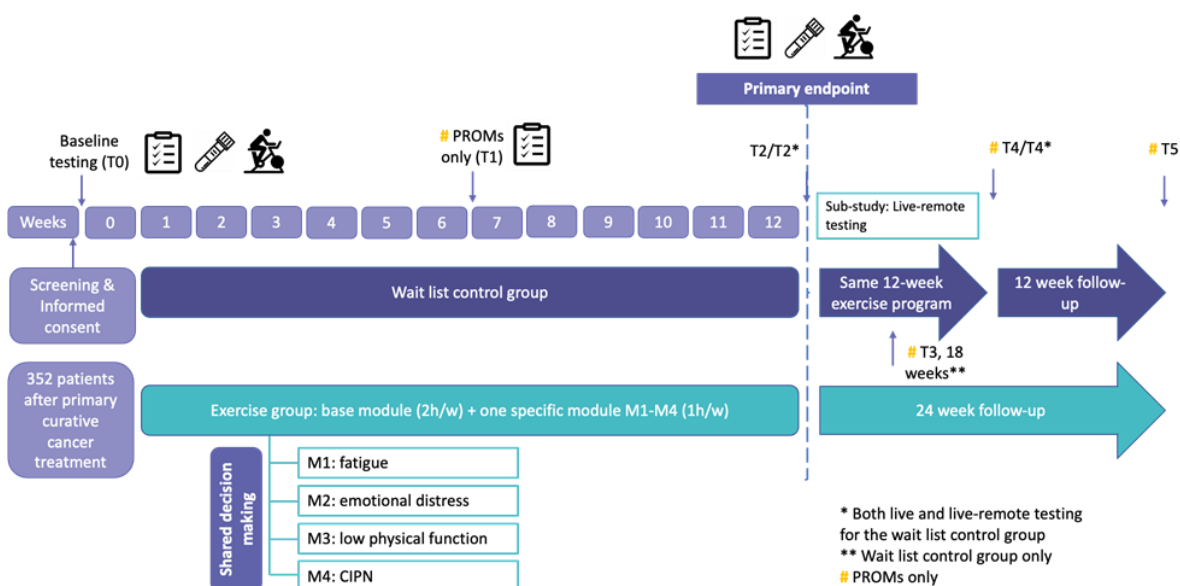 Primary endpoint
Baseline
testing (T0)
# PROMs
only (T1)
T2/T2*
# T4/T4*
# T5
Weeks
0
1
2
3
4
5
6
7
8
9
10
11
12
Sub-study: Live-remote
testing
Screening &
Informed
consent
Wait list control group
Same 12-week
exercise program
12 week follow-
up
# T3, 18
weeks**
352 patients
after primary
curative
cancer
treatment
Exercise group: base module (2h/w) + one specific module M1-M4 (1h/w)
24 week follow-up
Shared decision
making
M1: fatigue
M2: emotional distress
M3: low physical function
M4: CIPN
* Both live and live-remote testing
for the wait list control group
** Wait list control group only
# PROMs only